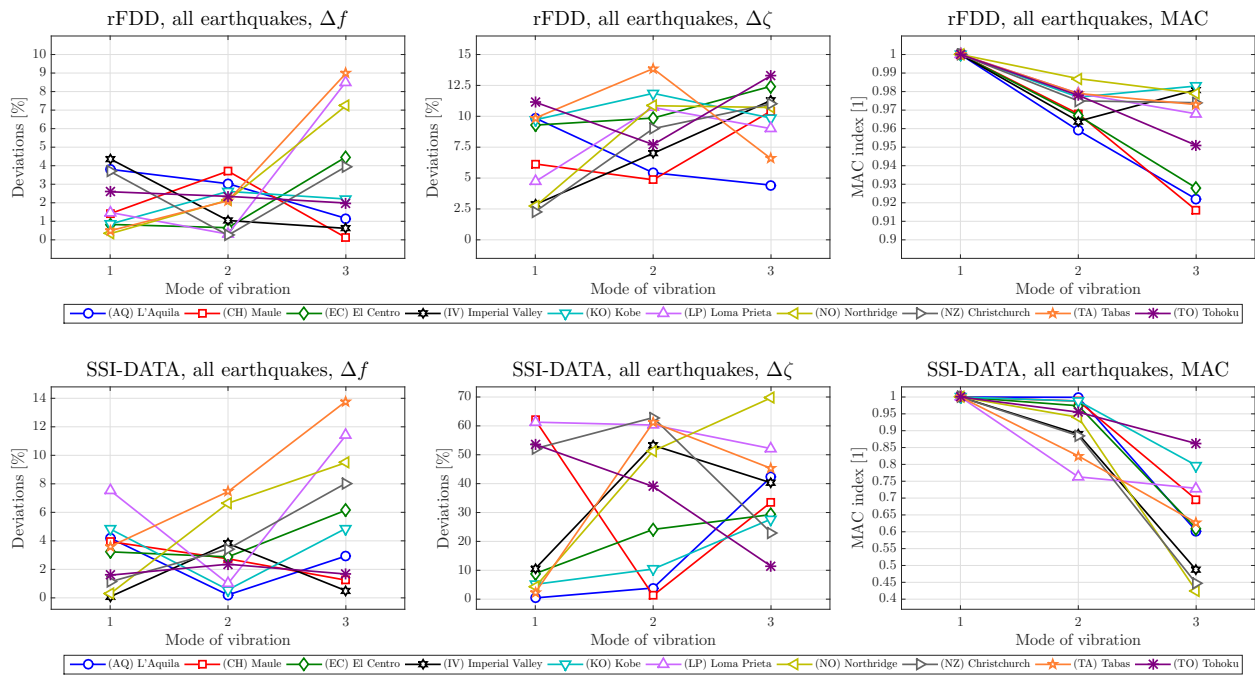 rFDD, all earthquakes, Δf
Deviations [%]
10
9
8
7
6
5
4
3
2
1
0
1 2 3
Mode of vibration
rFDD, all earthquakes, Δζ
Deviations [%]
15
12.5
10
7.5
5
2.5
0
1 2 3
Mode of vibration
rFDD, all earthquakes, MAC
MAC index [1]
1
0.99
0.98
0.97
0.96
0.95
0.94
0.93
0.92
0.91
0.9
1 2 3
Mode of vibration
(AQ) L'Aquila (CH) Maule (EC) El Centro (IV) Imperial Valley (KO) Kobe (LP) Loma Prieta (NO) Northridge (NZ) Christchurch (TA) Tabas (TO) Tohoku
SSI-DATA, all earthquakes, Δf
Deviations [%]
14
12
10
8
6
4
2
0
1 2 3
Mode of vibration
SSI-DATA, all earthquakes, Δζ
Deviations [%]
70
60
50
40
30
20
10
0
1 2 3
Mode of vibration
SSI-DATA, all earthquakes, MAC
MAC index [1]
1
0.95
0.9
0.85
0.8
0.75
0.7
0.65
0.6
0.55
0.5
0.45
0.4
1 2 3
Mode of vibration
(AQ) L'Aquila (CH) Maule (EC) El Centro (IV) Imperial Valley (KO) Kobe (LP) Loma Prieta (NO) Northridge (NZ) Christchurch (TA) Tabas (TO) Tohoku